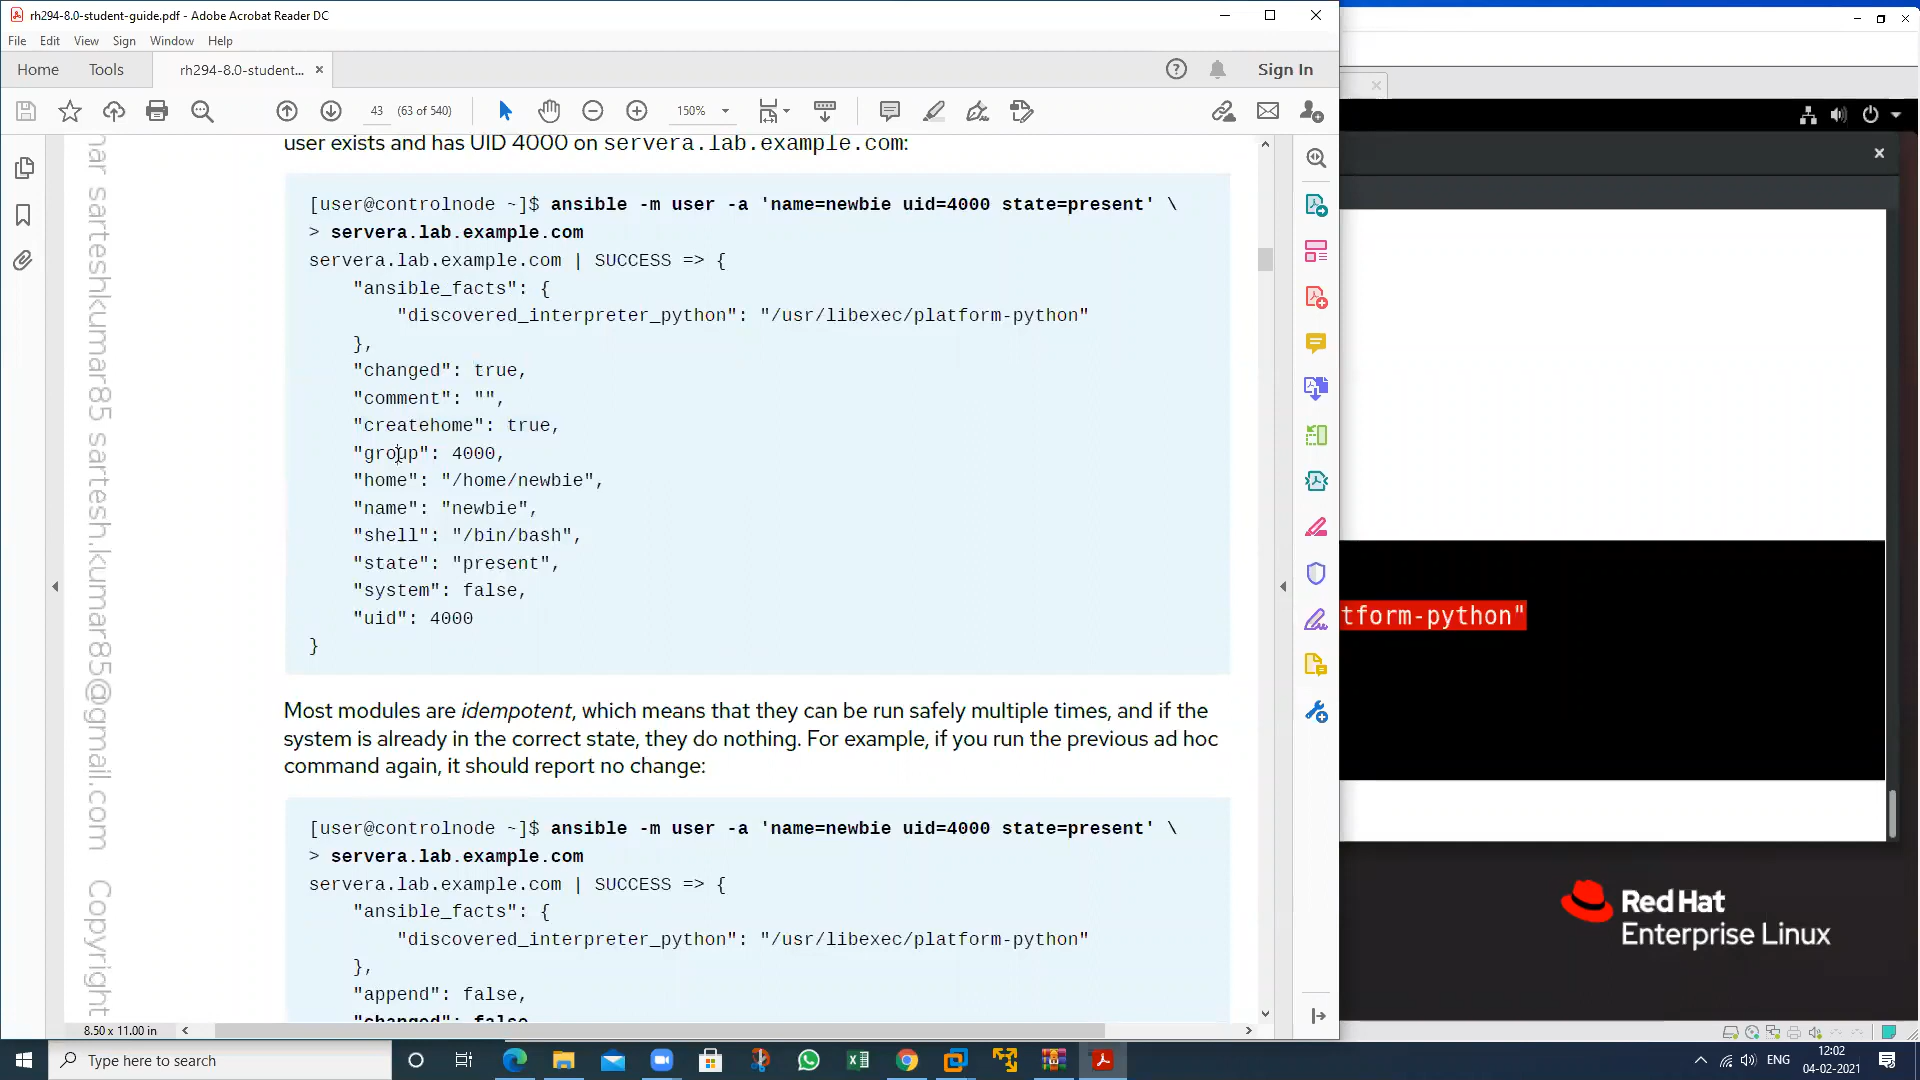 rh294-8.0-student-guide.pdf - Adobe Acrobat Reader DC
File Edit View Sign Window Help
Home Tools rh294-8.0-student... × Sign In
43 (63 of 540) 150%
user exists and has UID 4000 on servera.lab.example.com:
[user@controlnode ~]$ ansible -m user -a 'name=newbie uid=4000 state=present' \
> servera.lab.example.com
servera.lab.example.com | SUCCESS => {
"ansible_facts": {
"discovered_interpreter_python": "/usr/libexec/platform-python"
},
"changed": true,
"comment": "",
"createhome": true,
"group": 4000,
"home": "/home/newbie",
"name": "newbie",
"shell": "/bin/bash",
"state": "present",
"system": false,
"uid": 4000
}
Most modules are idempotent, which means that they can be run safely multiple times, and if the
system is already in the correct state, they do nothing. For example, if you run the previous ad hoc
command again, it should report no change:
[user@controlnode ~]$ ansible -m user -a 'name=newbie uid=4000 state=present' \
> servera.lab.example.com
servera.lab.example.com | SUCCESS => {
"ansible_facts": {
"discovered_interpreter_python": "/usr/libexec/platform-python"
},
"append": false,
"changed": false
8.50 x 11.00 in
nar sarteshkumar85 sartesh.kumar85@gmail.com Copyright
tform-python"
Red Hat
Enterprise Linux
Type here to search
ENG
12:02
04-02-2021